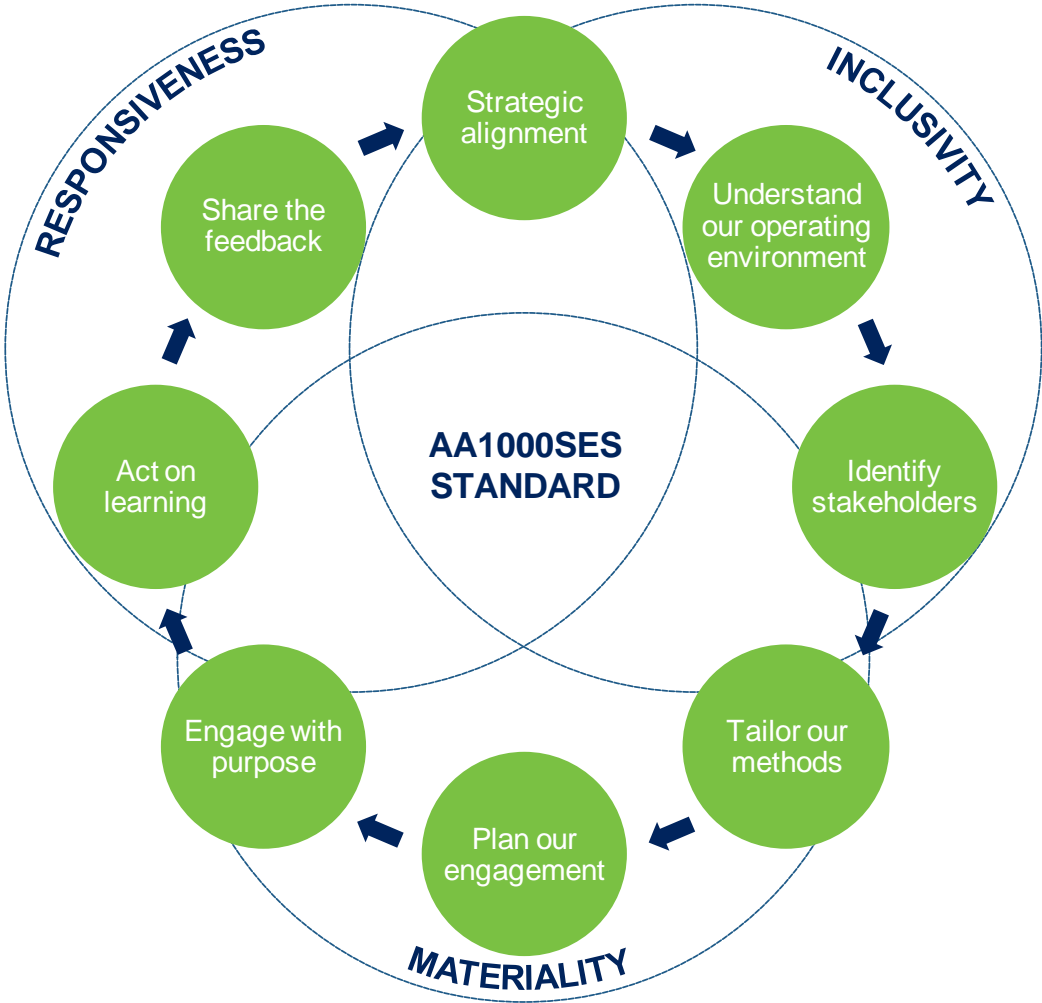 RESPONSIVENESS
INCLUSIVITY
Strategic
alignment
Understand
our operating
environment
Identify
stakeholders
Tailor our
methods
Plan our
engagement
Engage with
purpose
Act on
learning
Share the
feedback
AA1000SES
STANDARD
MATERIALITY